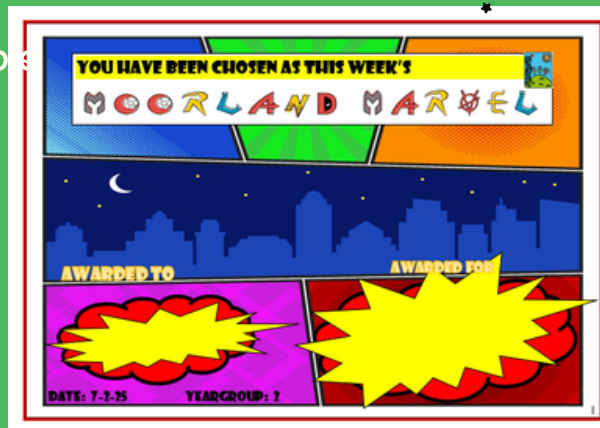 YOU HAVE BEEN CHOSEN AS THIS WEEK'S
MOORLAND MARVEL
AWARDED TO
AWARDED FOR
DATE: 7-2-25 YEARGROUP: 2